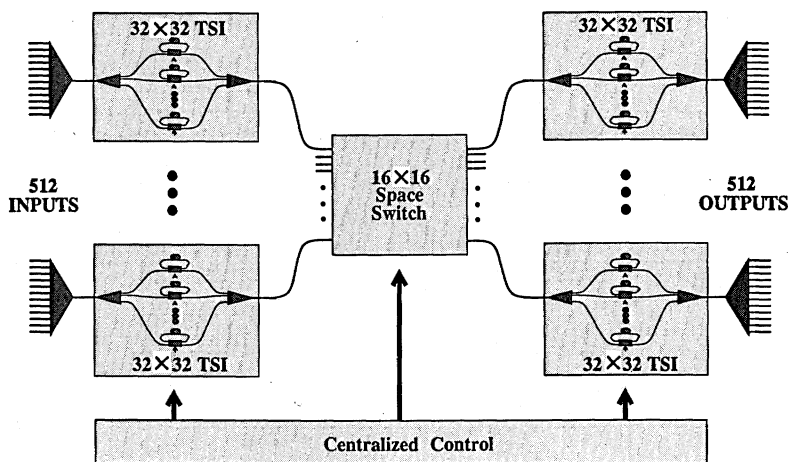 32×32 TSI
32×32 TSI
512
INPUTS
16×16
Space
Switch
512
OUTPUTS
32×32 TSI
32×32 TSI
Centralized Control